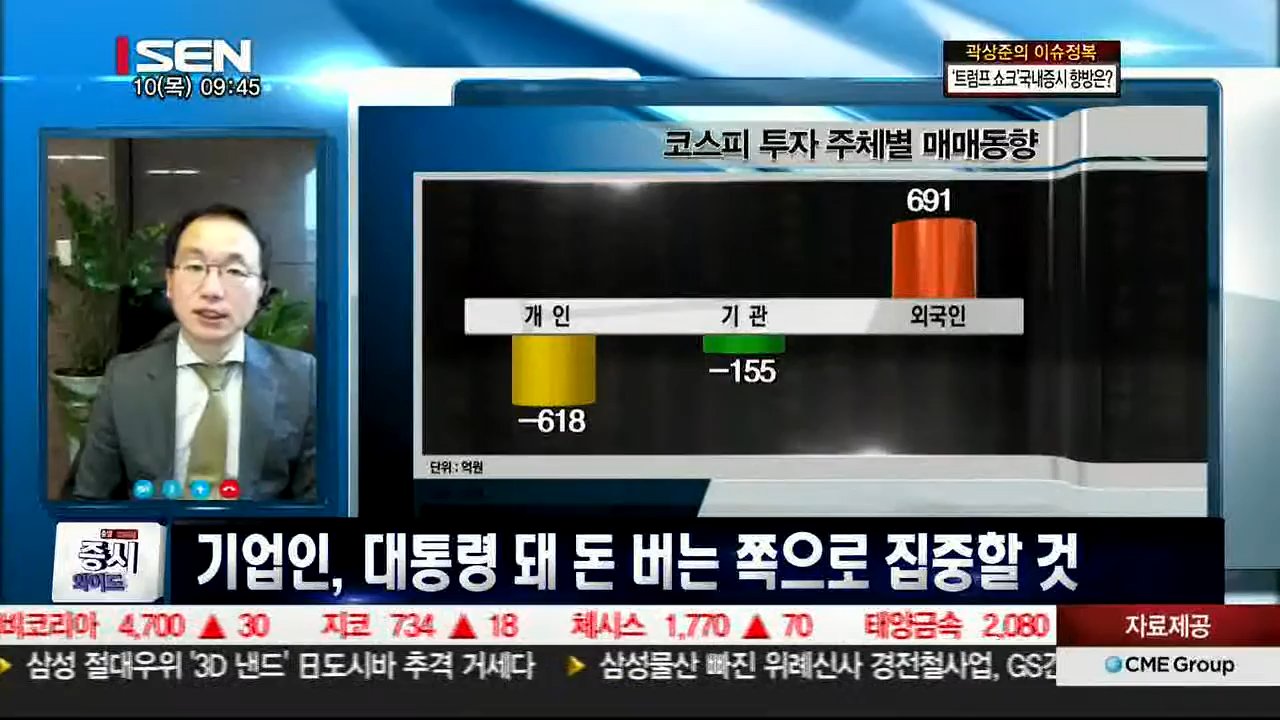 SEN
10(목) 09:45
곽상준의 이슈정복
'트럼프 쇼크'국내증시 향방은?
코스피 투자 주체별 매매동향
691
개 인 기 관 외국인
-155
-618
단위 : 억원
증시
와이드
기업인, 대통령 돼 돈 버는 쪽으로 집중할 것
배코리아 4,700 ▲ 30 지코 734 ▲ 18 체시스 1,770 ▲ 70 태양금속 2,080
자료제공
삼성 절대우위 '3D 낸드' 日도시바 추격 거세다 삼성물산 빠진 위례신사 경전철사업, GS건
CME Group